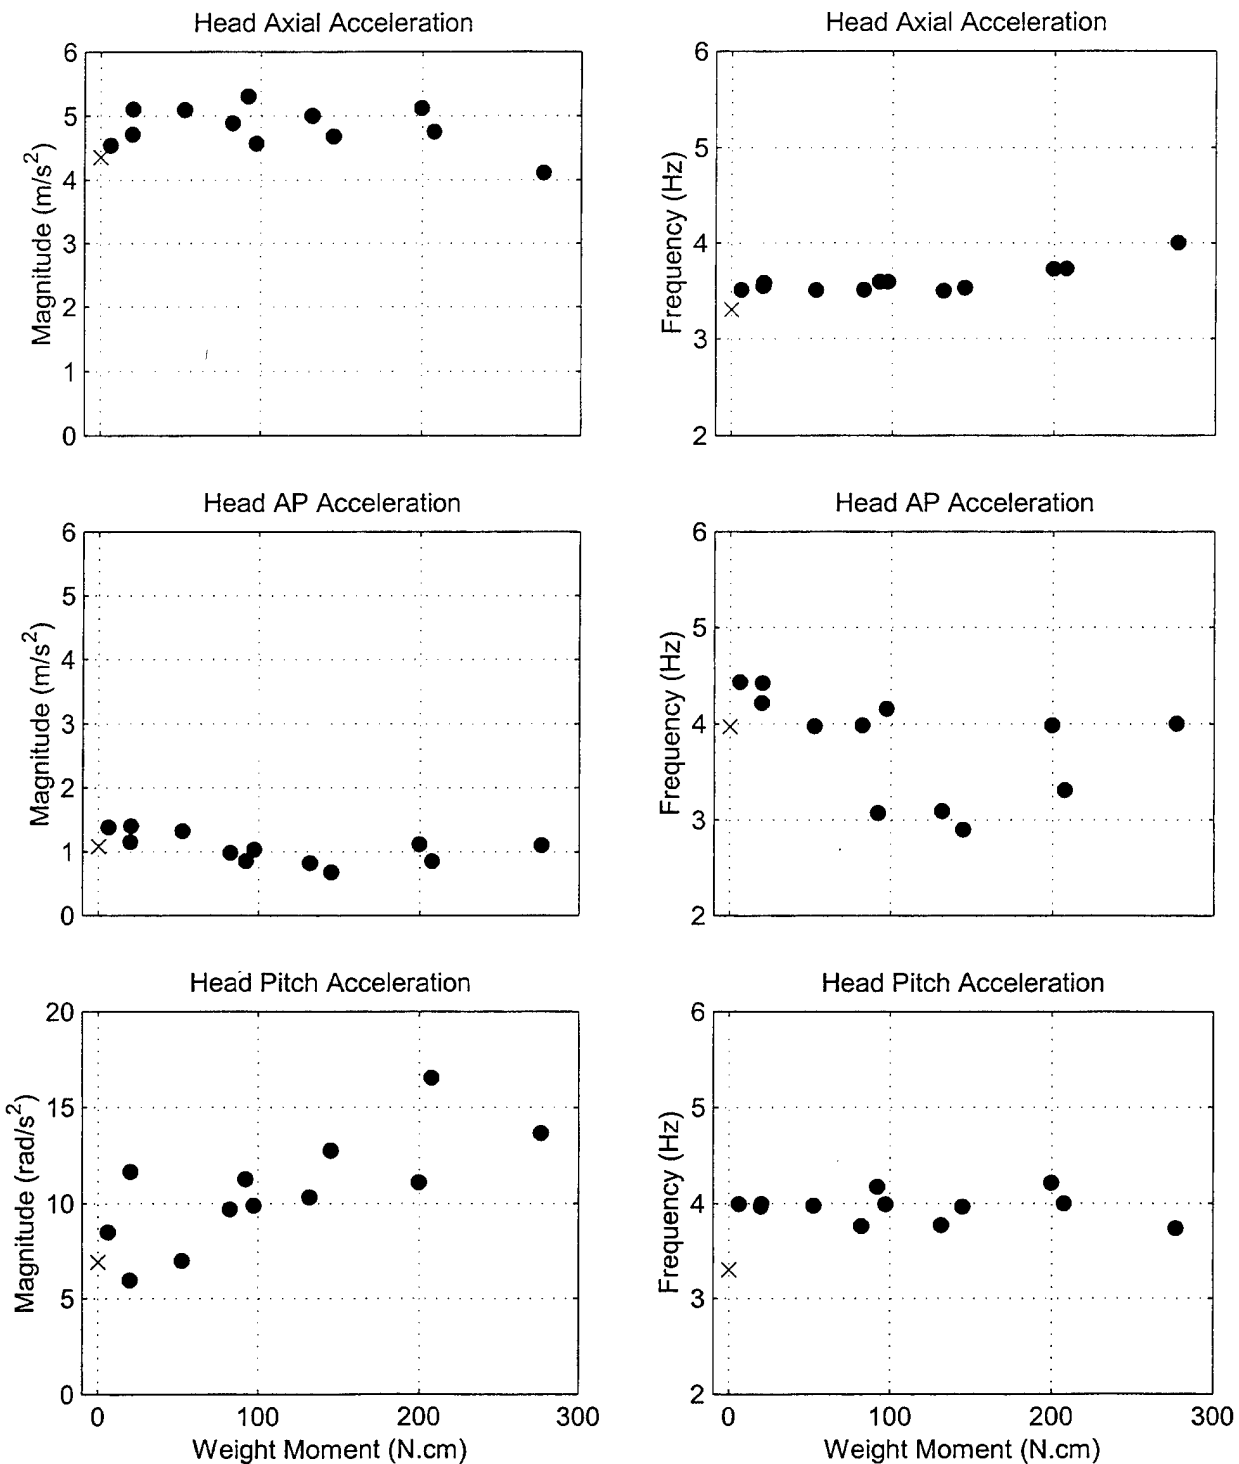 Head Axial Acceleration
6
5
4
3
2
1
0
Magnitude (m/s2)
Head Axial Acceleration
6
5
4
3
2
Frequency (Hz)
Head AP Acceleration
6
5
4
3
2
1
0
Magnitude (m/s2)
Head AP Acceleration
6
5
4
3
2
Frequency (Hz)
Head Pitch Acceleration
20
15
10
5
0
Magnitude (rad/s2)
0 100 200 300
Weight Moment (N.cm)
Head Pitch Acceleration
6
5
4
3
2
Frequency (Hz)
0 100 200 300
Weight Moment (N.cm)